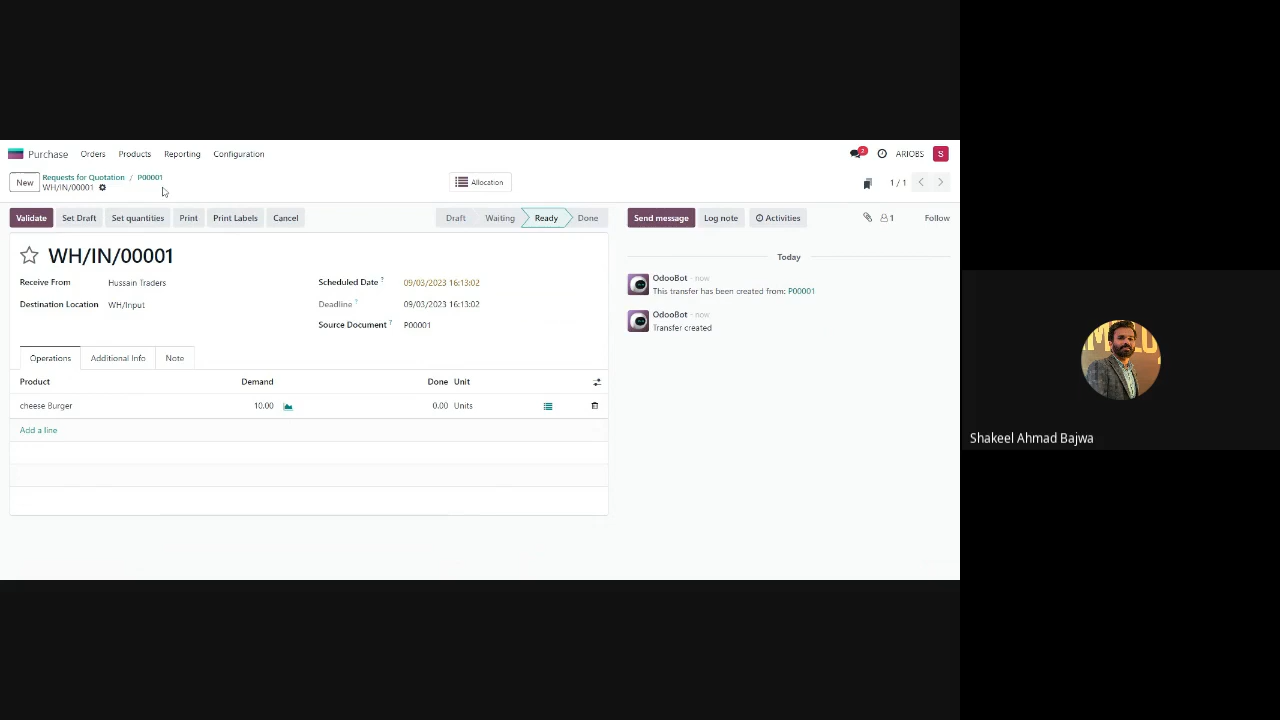 Purchase Orders Products Reporting Configuration 2 ARIOBS S
New Requests for Quotation / P00001 Allocation 1 / 1
WH/IN/00001
Validate Set Draft Set quantities Print Print Labels Cancel Draft Waiting Ready Done Send message Log note Activities 1 Follow
WH/IN/00001
Today
Receive From Hussain Traders Scheduled Date ? 09/03/2023 16:13:02
OdooBot - now
This transfer has been created from: P00001
Destination Location WH/Input Deadline ? 09/03/2023 16:13:02
OdooBot - now
Source Document ? P00001
Transfer created
Operations Additional Info Note
Product Demand Done Unit
cheese Burger 10.00 0.00 Units
Add a line
Shakeel Ahmad Bajwa